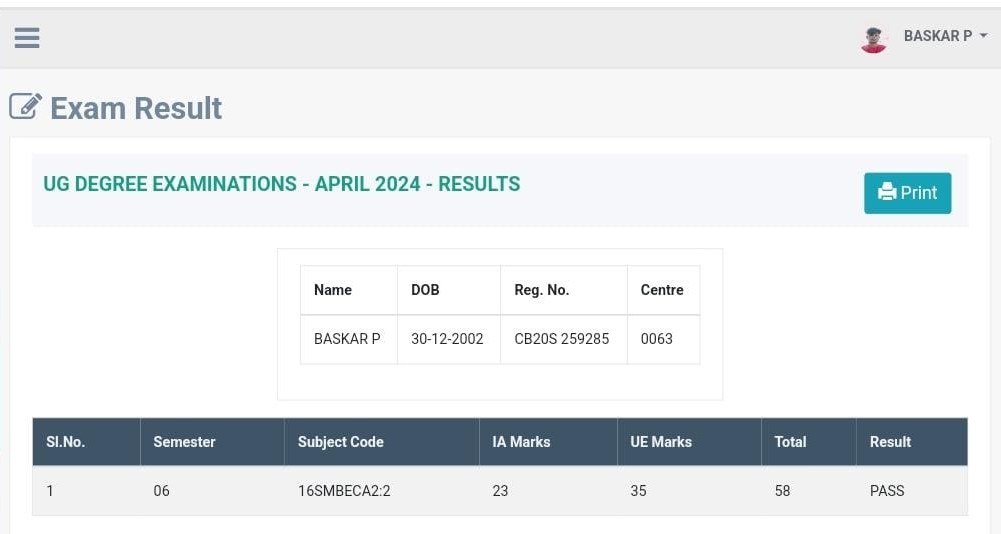 BASKAR P
Exam Result
UG DEGREE EXAMINATIONS - APRIL 2024 - RESULTS
Print
Name DOB Reg. No. Centre
BASKAR P 30-12-2002 CB20S 259285 0063
Sl.No. Semester Subject Code IA Marks UE Marks Total Result
1 06 16SMBECA2:2 23 35 58 PASS